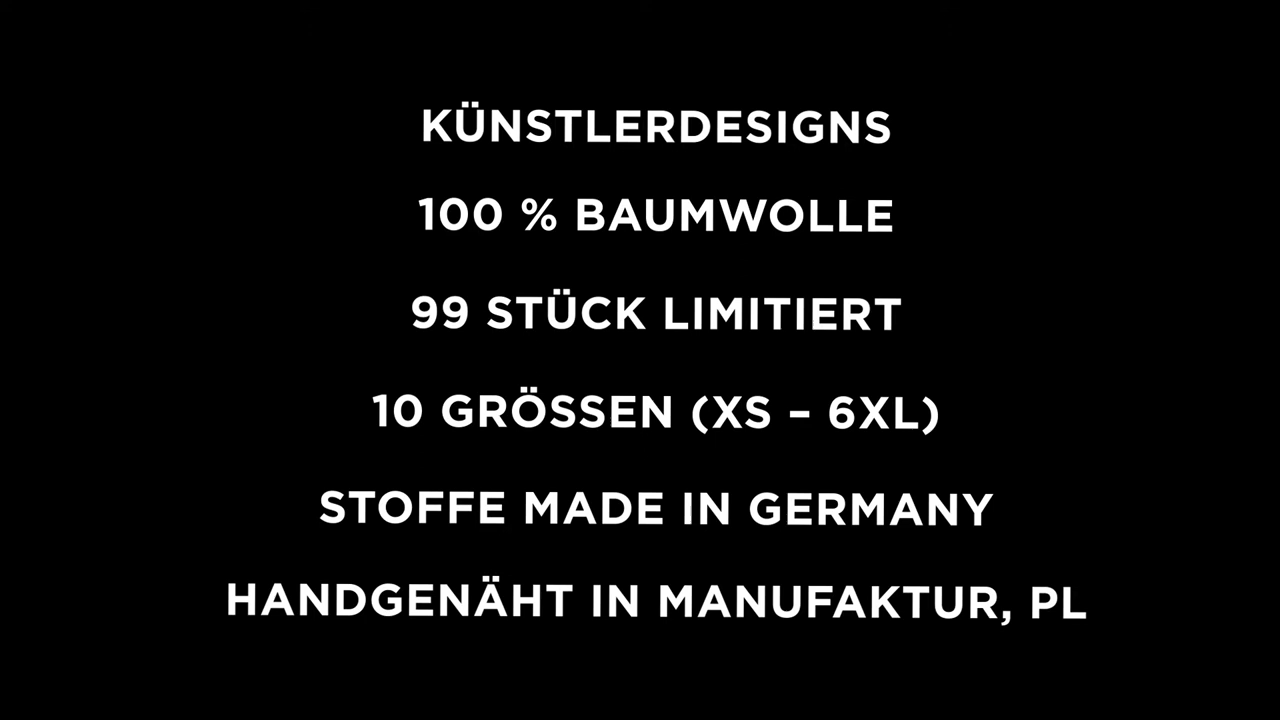 KÜNSTLERDESIGNS
100 % BAUMWOLLE
99 STÜCK LIMITIERT
10 GRÖSSEN (XS – 6XL)
STOFFE MADE IN GERMANY
HANDGENÄHT IN MANUFAKTUR, PL